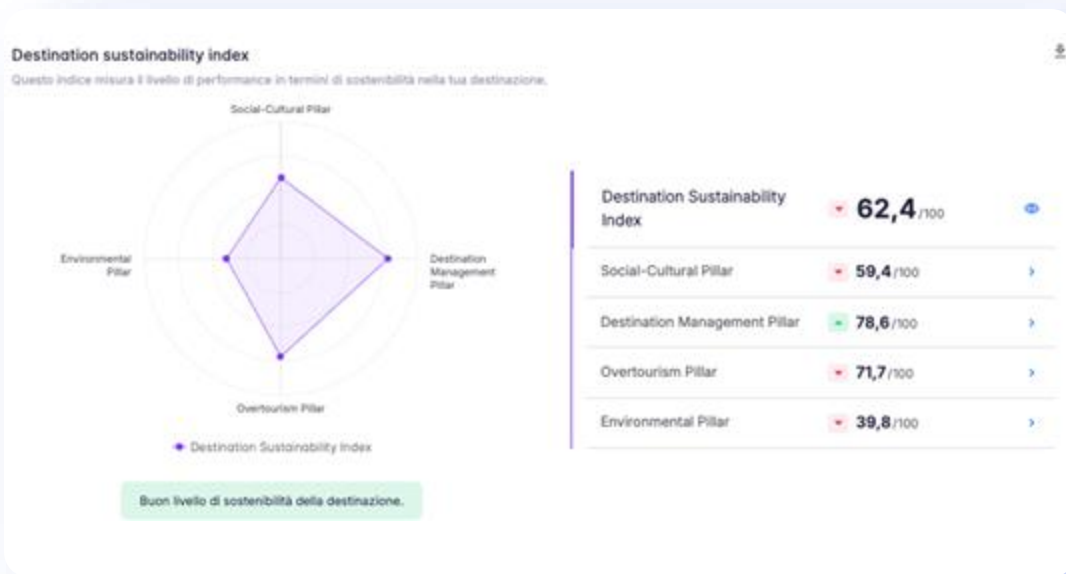 Destination sustainability index
Questo indice misura il livello di performance in termini di sostenibilità nella tua destinazione.
Social-Cultural Pillar
Environmental
Pillar
Destination
Management
Pillar
Overtourism Pillar
Destination Sustainability Index
Buon livello di sostenibilità della destinazione.
Destination Sustainability
Index
62,4/100
Social-Cultural Pillar 59,4/100
Destination Management Pillar 78,6/100
Overtourism Pillar 71,7/100
Environmental Pillar 39,8/100